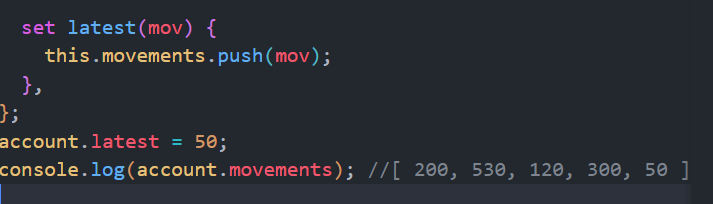 set latest(mov) {
this.movements.push(mov);
},
};
account.latest = 50;
console.log(account.movements); //[ 200, 530, 120, 300, 50 ]